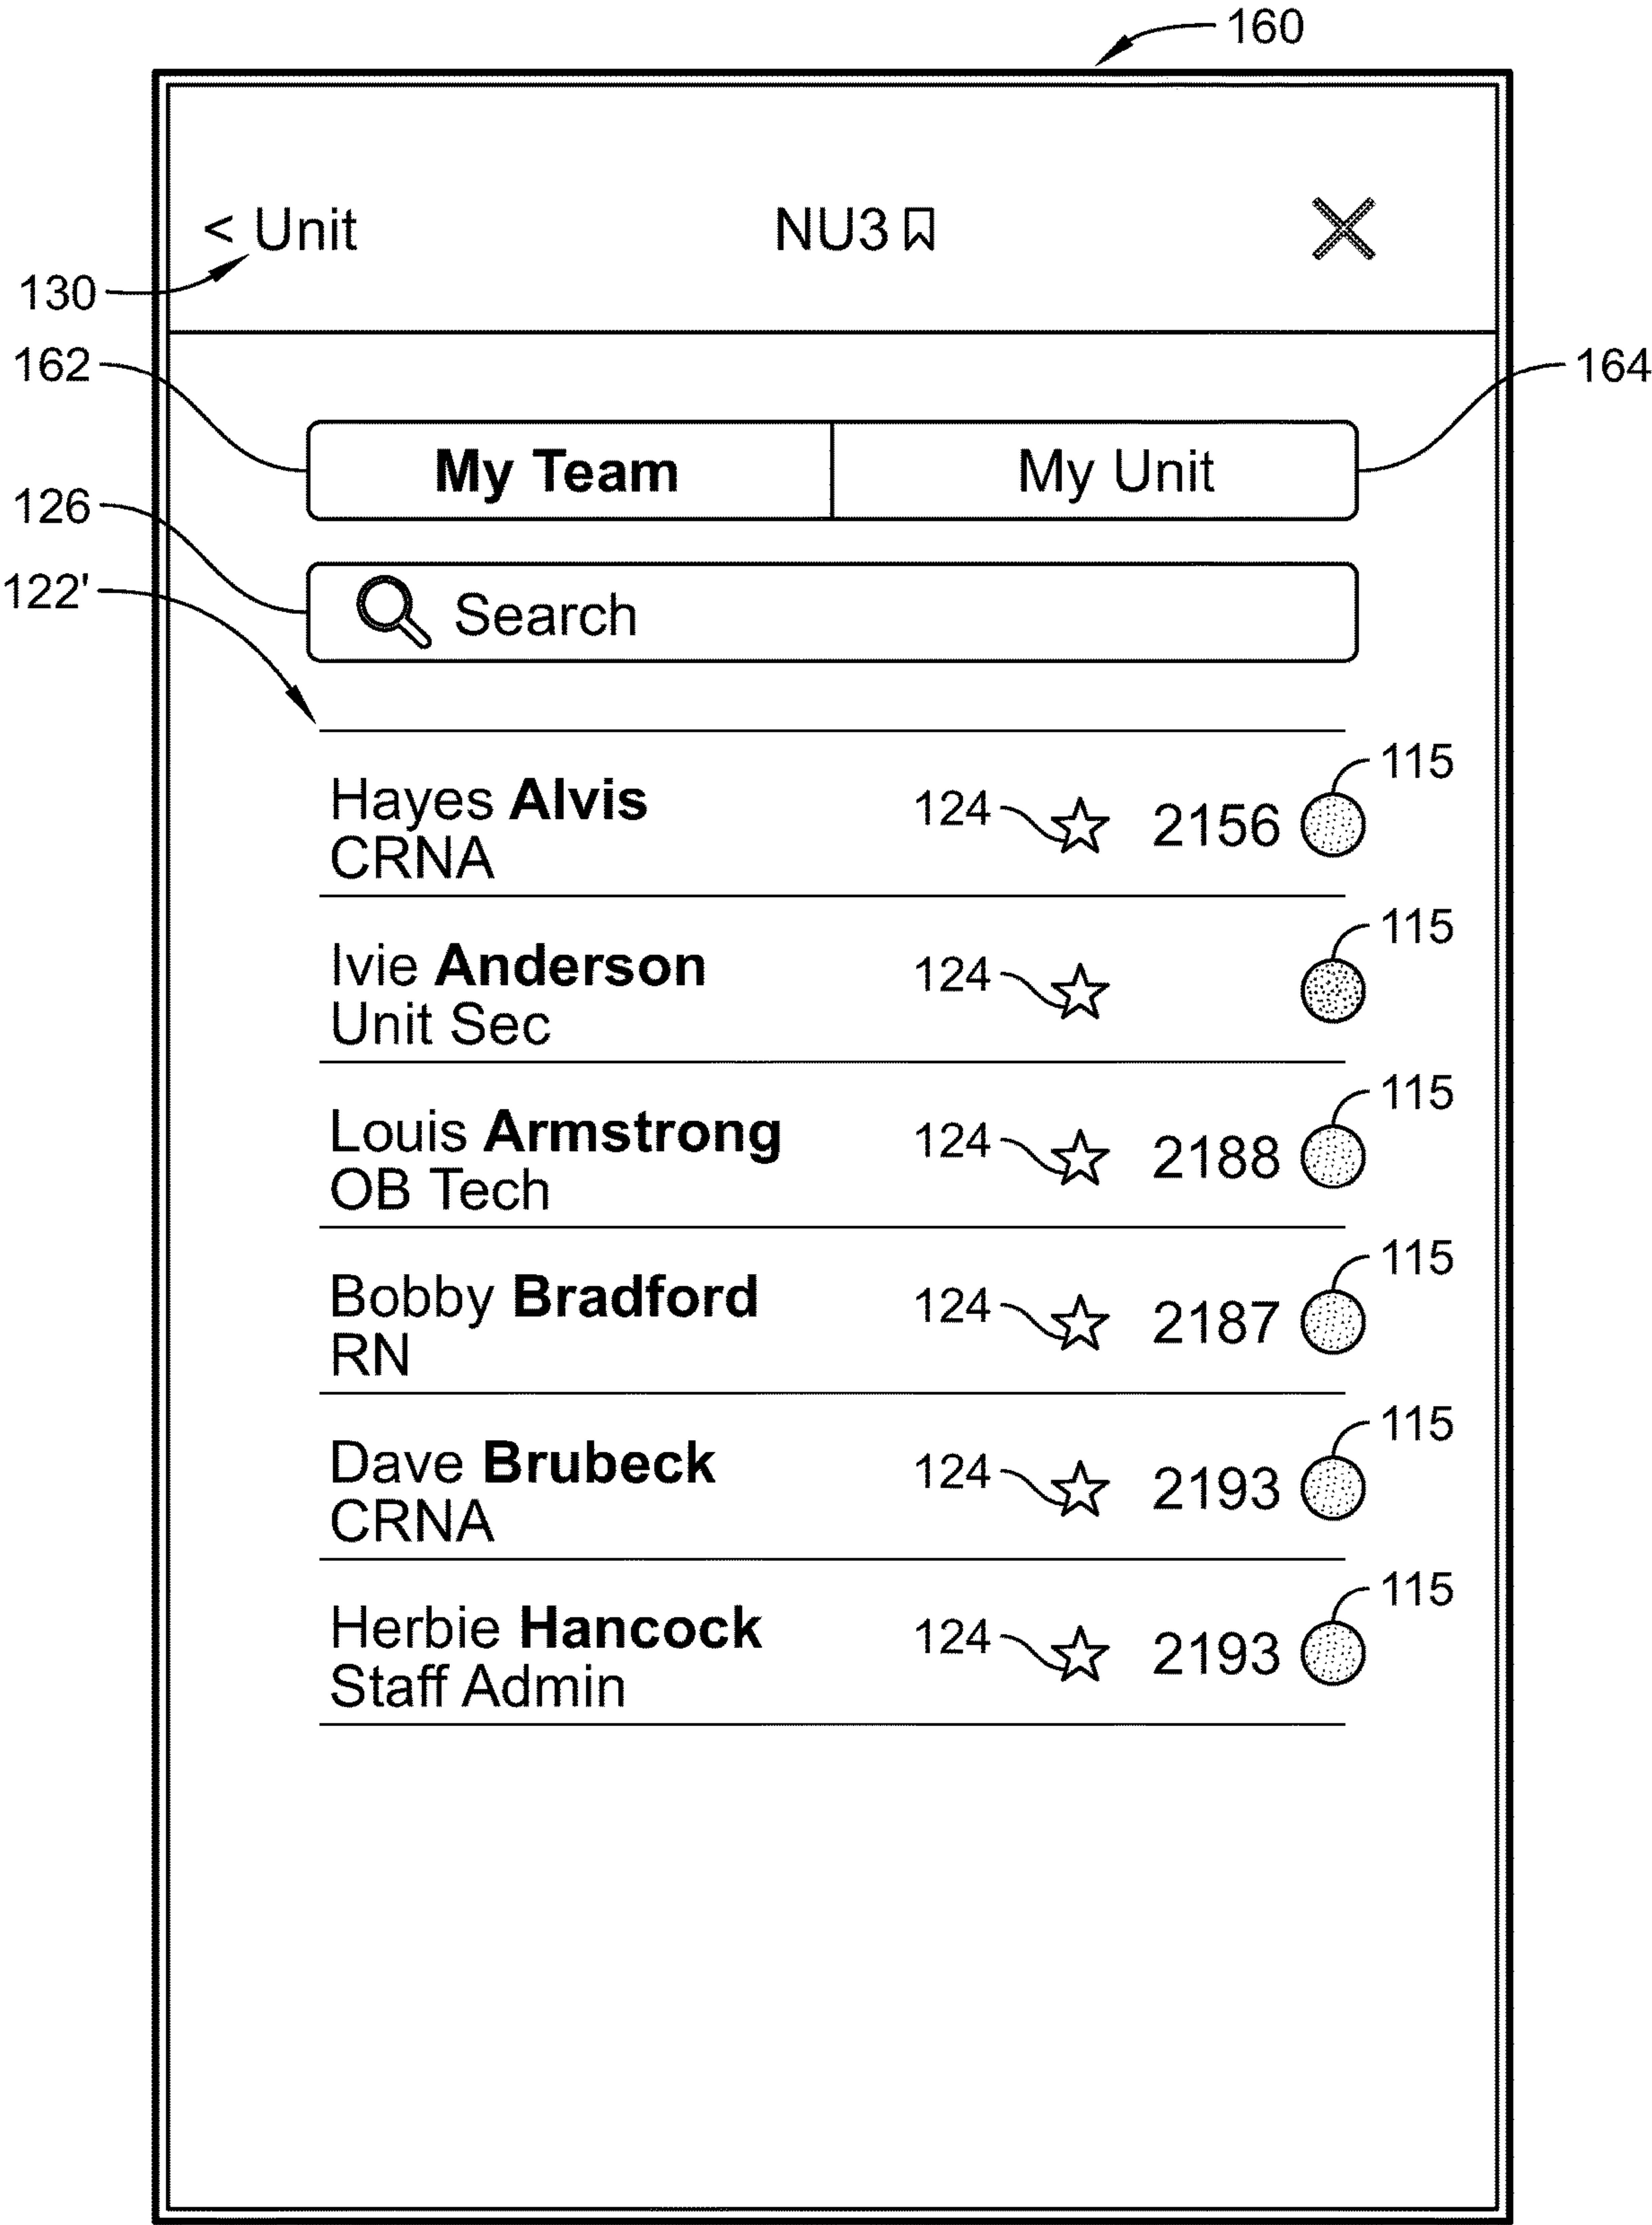 160
< Unit NU3
130
162 164
My Team My Unit
126
Search
122'
115
Hayes Alvis 124 2156
CRNA
115
Ivie Anderson 124
Unit Sec
115
Louis Armstrong 124 2188
OB Tech
115
Bobby Bradford 124 2187
RN
115
Dave Brubeck 124 2193
CRNA
115
Herbie Hancock 124 2193
Staff Admin